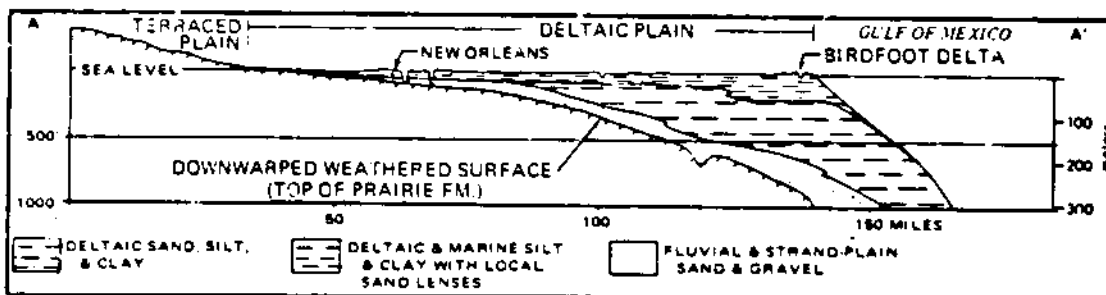 A
TERRACED
PLAIN
DELTAIC PLAIN
GULF OF MEXICO
A'
NEW ORLEANS
BIRDFOOT DELTA
SEA LEVEL
500
100
DOWNWARPED WEATHERED SURFACE
(TOP OF PRAIRIE FM.)
200
1000
50
100
150 MILES
300
DELTAIC SAND, SILT,
& CLAY
DELTAIC & MARINE SILT
& CLAY WITH LOCAL
SAND LENSES
FLUVIAL & STRAND-PLAIN
SAND & GRAVEL